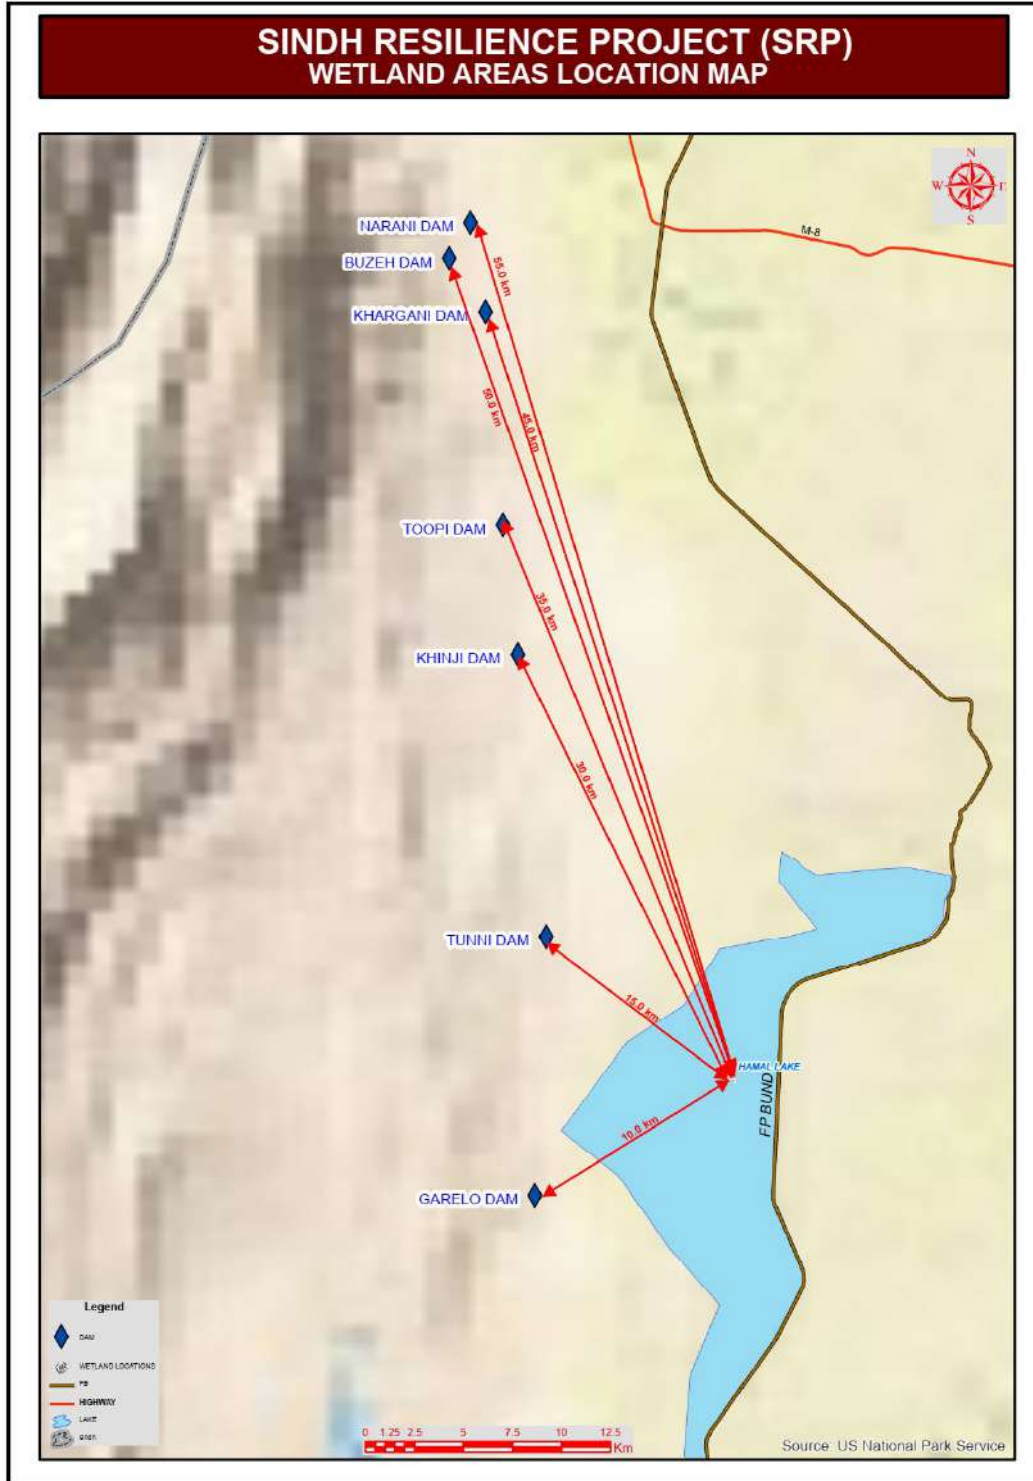 SINDH RESILIENCE PROJECT (SRP)
WETLAND AREAS LOCATION MAP
N
W E
S
M-8
NARANI DAM
BUZEH DAM
55.0 km
KHARGANI DAM
50.0 km
45.0 km
TOOPI DAM
35.0 km
KHINJI DAM
30.0 km
TUNNI DAM
15.0 km
HAMAL LAKE
FP BUND
10.0 km
GARELO DAM
Legend
DAM
WETLAND LOCATIONS
HIGHWAY
LAKE
0 1.25 2.5 5 7.5 10 12.5
Km
Source: US National Park Service